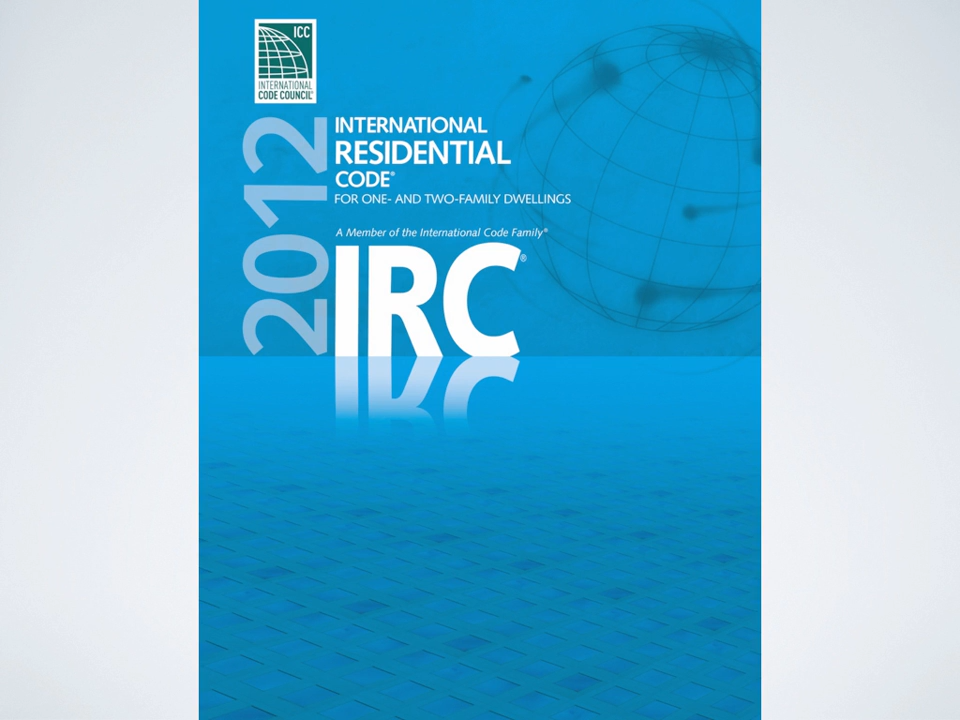 ICC
INTERNATIONAL
CODE COUNCIL®
2012
INTERNATIONAL
RESIDENTIAL
CODE®
FOR ONE- AND TWO-FAMILY DWELLINGS
A Member of the International Code Family®
IRC®